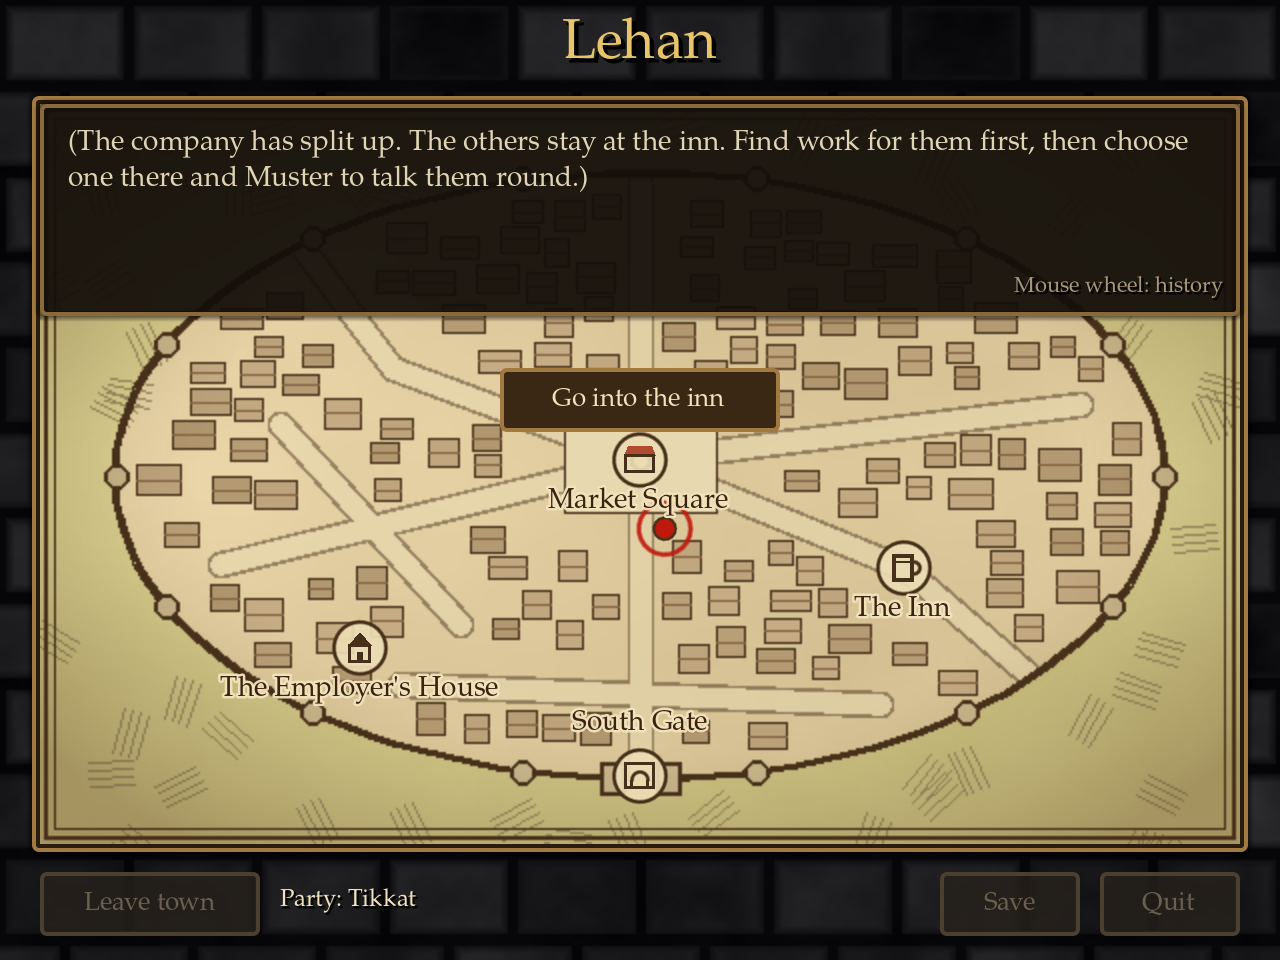 Lehan
(The company has split up. The others stay at the inn. Find work for them first, then choose
one there and Muster to talk them round.)
Mouse wheel: history
Go into the inn
Market Square
The Inn
The Employer's House
South Gate
Leave town
Party: Tikkat
Save
Quit